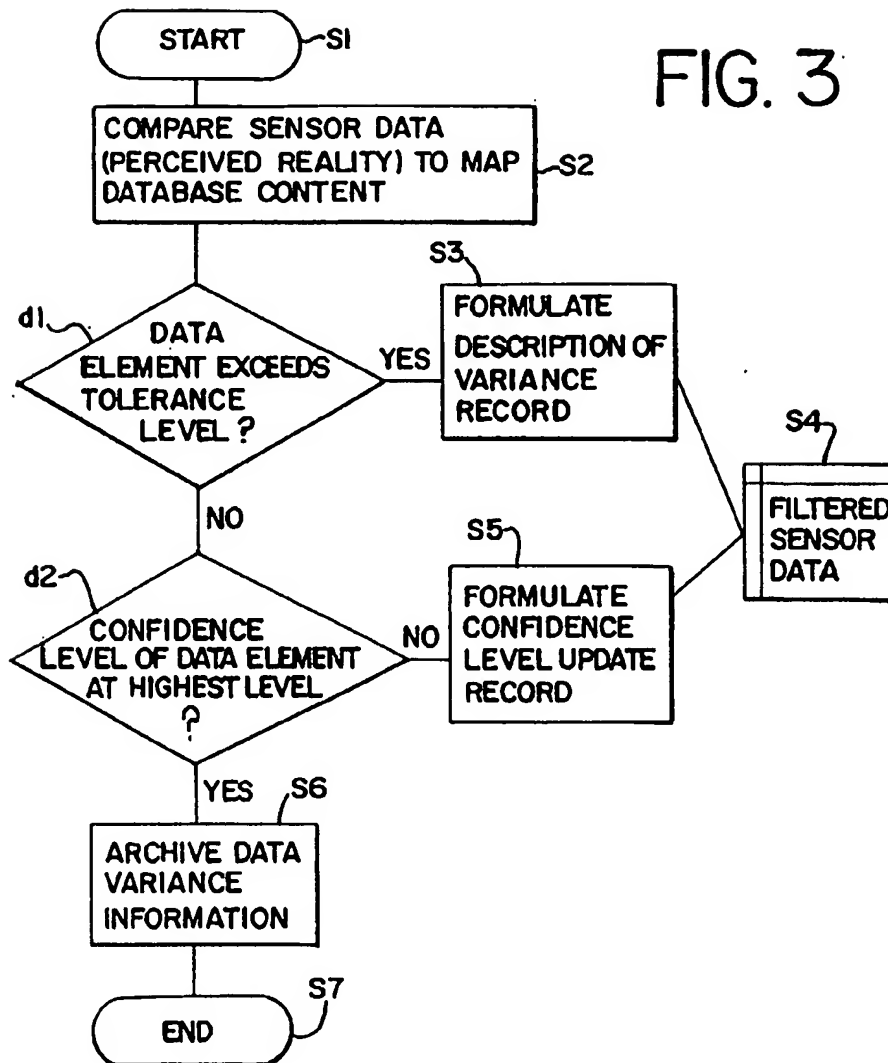 START
S1
FIG. 3
COMPARE SENSOR DATA
(PERCEIVED REALITY) TO MAP
DATABASE CONTENT
S2
d1
DATA
ELEMENT EXCEEDS
TOLERANCE
LEVEL ?
YES
S3
FORMULATE
DESCRIPTION OF
VARIANCE
RECORD
S4
FILTERED
SENSOR
DATA
NO
d2
CONFIDENCE
LEVEL OF DATA ELEMENT
AT HIGHEST LEVEL
?
NO
S5
FORMULATE
CONFIDENCE
LEVEL UPDATE
RECORD
YES
S6
ARCHIVE DATA
VARIANCE
INFORMATION
END
S7